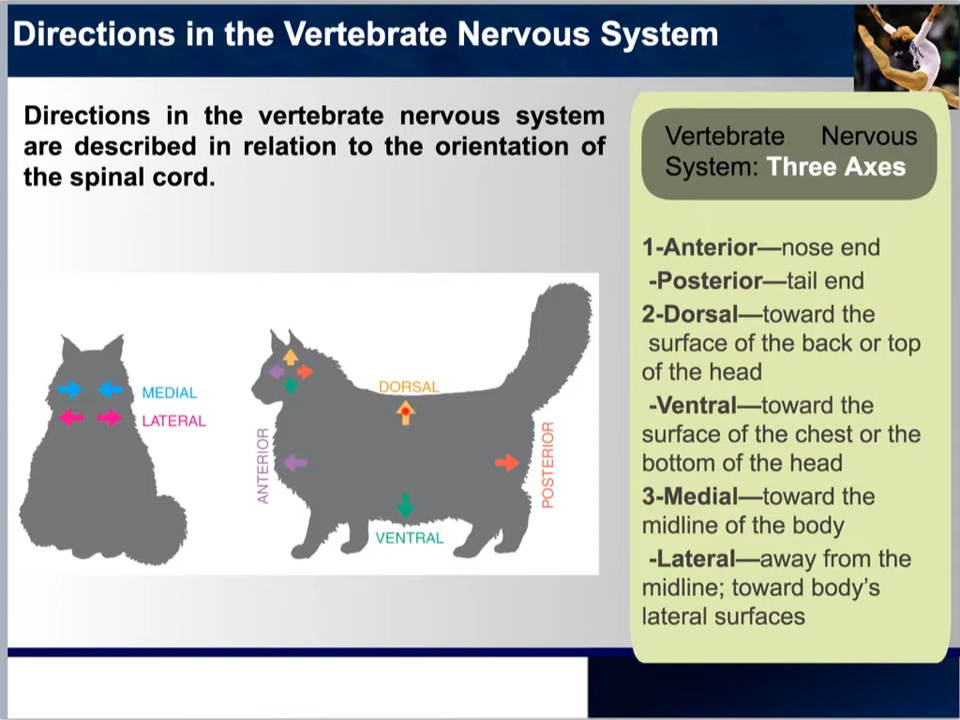 Directions in the Vertebrate Nervous System
Directions in the vertebrate nervous system
are described in relation to the orientation of
the spinal cord.
MEDIAL
LATERAL
DORSAL
ANTERIOR
POSTERIOR
VENTRAL
Vertebrate Nervous
System: Three Axes
1-Anterior—nose end
-Posterior—tail end
2-Dorsal—toward the
surface of the back or top
of the head
-Ventral—toward the
surface of the chest or the
bottom of the head
3-Medial—toward the
midline of the body
-Lateral—away from the
midline; toward body’s
lateral surfaces